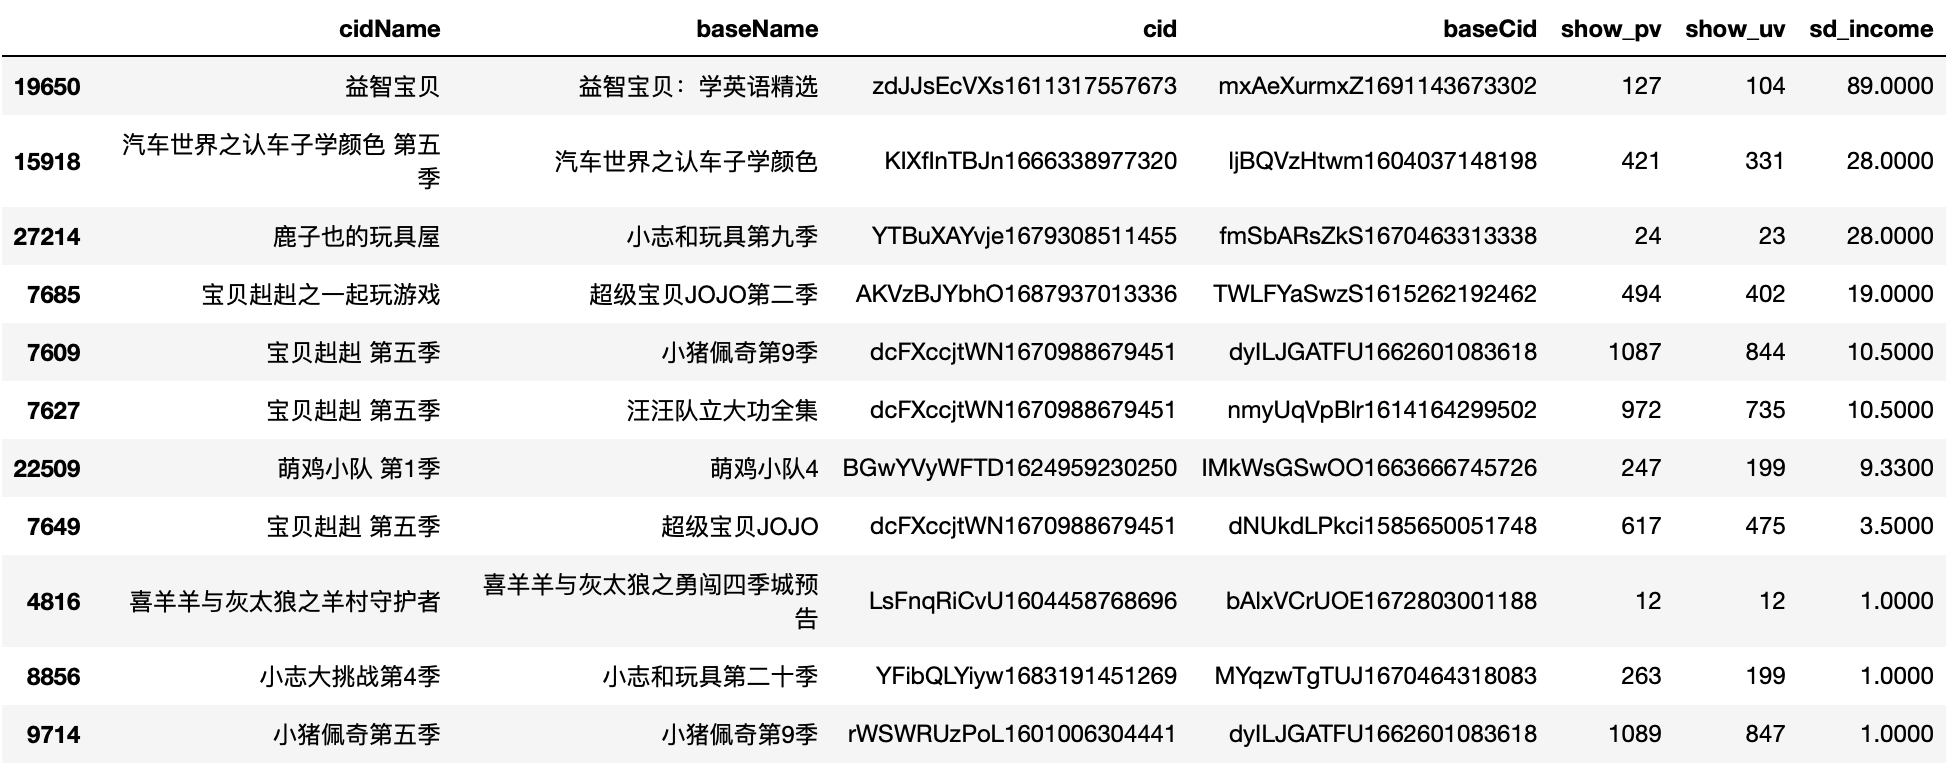 cidName baseName cid baseCid show_pv show_uv sd_income
19650 益智宝贝 益智宝贝：学英语精选 zdJJsEcVXs1611317557673 mxAeXurmxZ1691143673302 127 104 89.0000
15918 汽车世界之认车子学颜色 第五季 汽车世界之认车子学颜色 KIXfInTBJn1666338977320 ljBQVzHtwm1604037148198 421 331 28.0000
27214 鹿子也的玩具屋 小志和玩具第九季 YTBuXAYvje1679308511455 fmSbARsZkS1670463313338 24 23 28.0000
7685 宝贝赳赳之一起玩游戏 超级宝贝JOJO第二季 AKVzBJYbhO1687937013336 TWLFYaSwzS1615262192462 494 402 19.0000
7609 宝贝赳赳 第五季 小猪佩奇第9季 dcFXccjtWN1670988679451 dyILJGATFU1662601083618 1087 844 10.5000
7627 宝贝赳赳 第五季 汪汪队立大功全集 dcFXccjtWN1670988679451 nmyUqVpBlr1614164299502 972 735 10.5000
22509 萌鸡小队 第1季 萌鸡小队4 BGwYVyWFTD1624959230250 IMkWsGSwOO1663666745726 247 199 9.3300
7649 宝贝赳赳 第五季 超级宝贝JOJO dcFXccjtWN1670988679451 dNUkdLPkci1585650051748 617 475 3.5000
4816 喜羊羊与灰太狼之羊村守护者 喜羊羊与灰太狼之勇闯四季城预告 LsFnqRiCvU1604458768696 bAlxVCrUOE1672803001188 12 12 1.0000
8856 小志大挑战第4季 小志和玩具第二十季 YFibQLYiyw1683191451269 MYqzwTgTUJ1670464318083 263 199 1.0000
9714 小猪佩奇第五季 小猪佩奇第9季 rWSWRUzPoL1601006304441 dyILJGATFU1662601083618 1089 847 1.0000